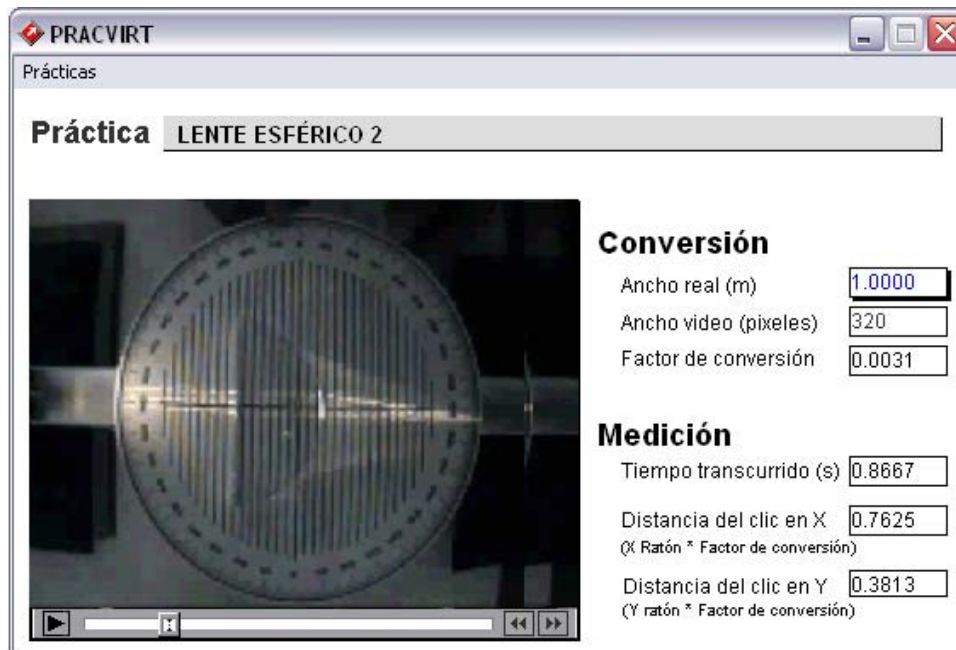 PRACVIRT
Prácticas
Práctica LENTE ESFÉRICO 2
Conversión
Ancho real (m) 1.0000
Ancho video (pixeles) 320
Factor de conversión 0.0031
Medición
Tiempo transcurrido (s) 0.8667
Distancia del clic en X 0.7625
(X Ratón * Factor de conversión)
Distancia del clic en Y 0.3813
(Y ratón * Factor de conversión)